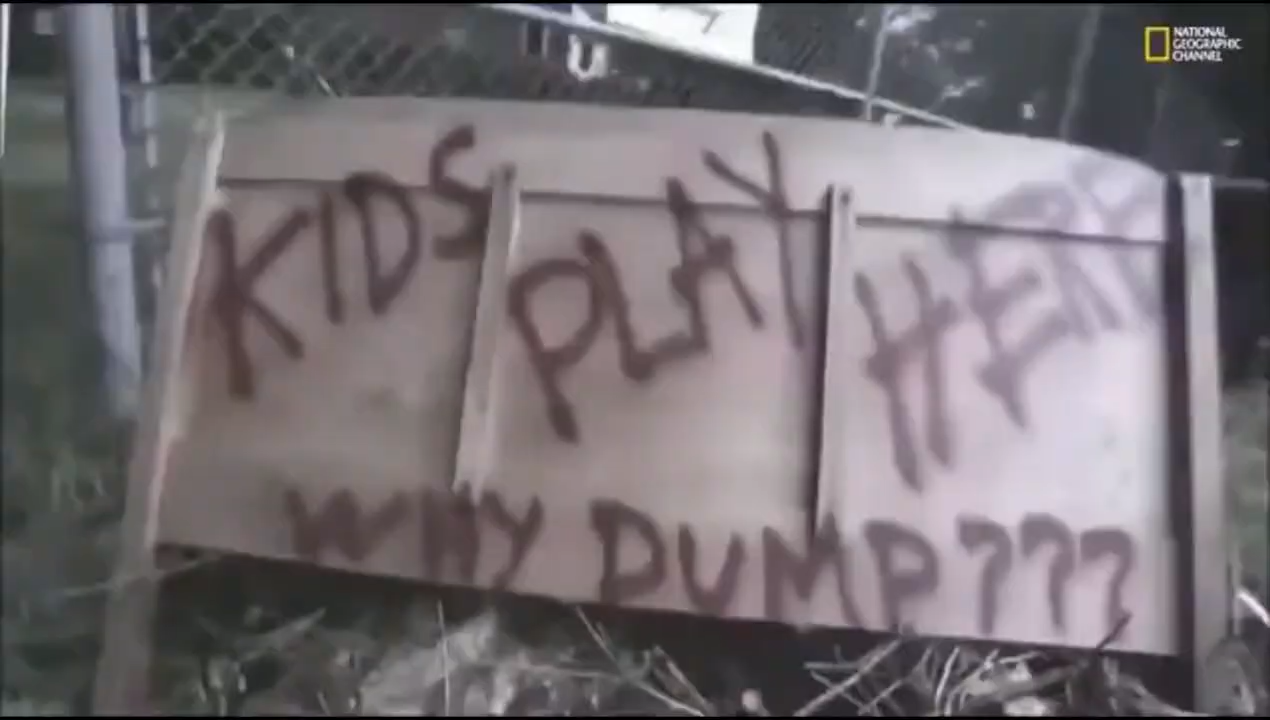 NATIONAL
GEOGRAPHIC
CHANNEL
KIDS PLAY HERE
WHY DUMP???